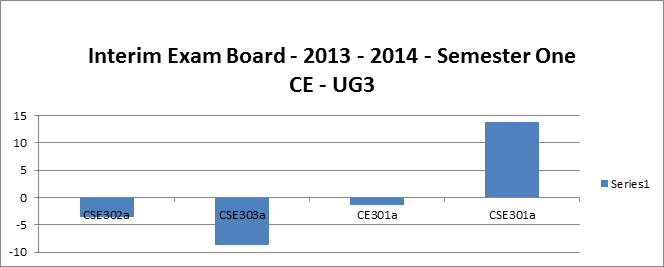 Interim Exam Board - 2013 - 2014 - Semester One
CE - UG3
15
10
5
0
-5
-10
CSE302a
CSE303a
CE301a
CSE301a
Series1